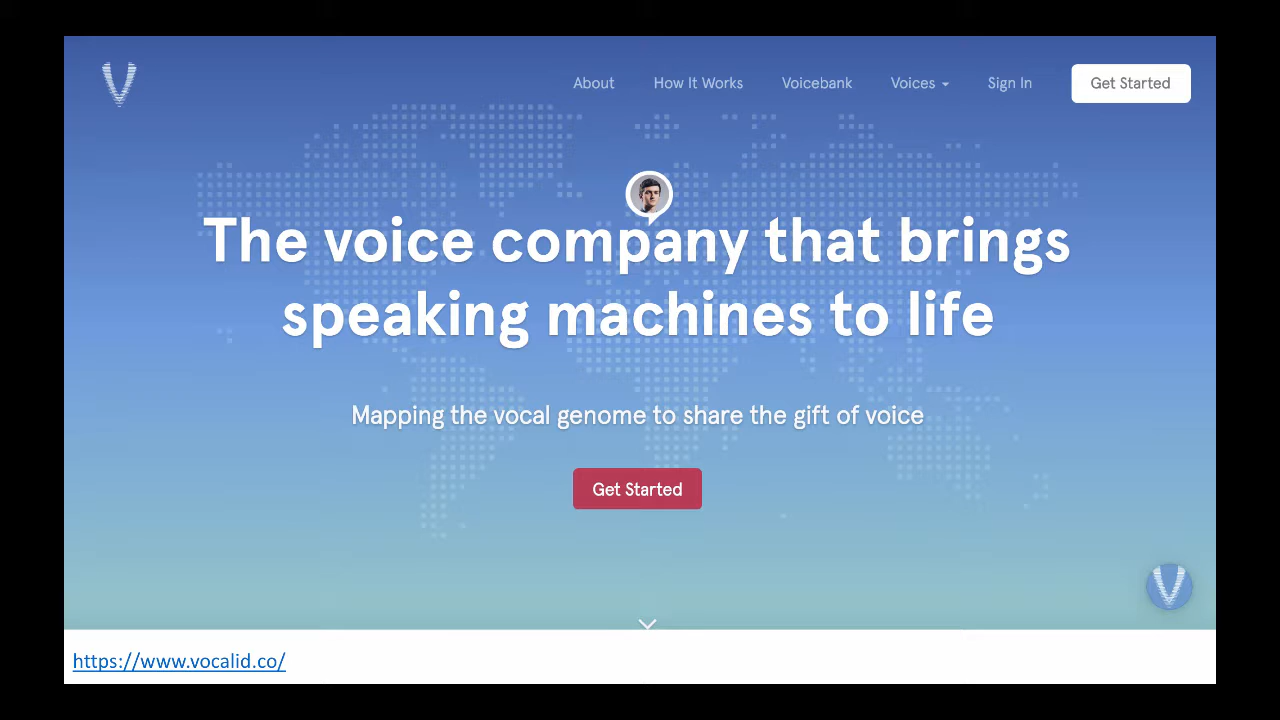 About How It Works Voicebank Voices Sign In Get Started
The voice company that brings
speaking machines to life
Mapping the vocal genome to share the gift of voice
Get Started
https://www.vocalid.co/